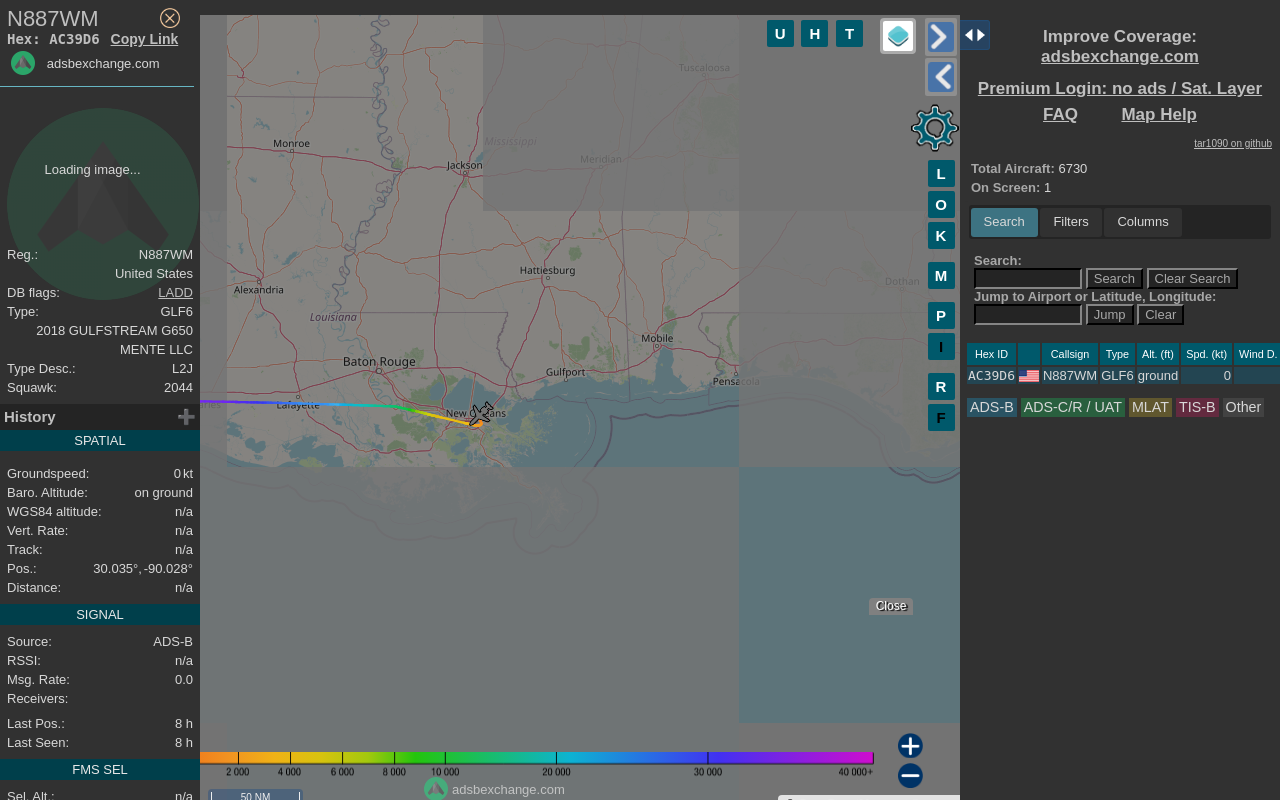 N887WM
Hex: AC39D6 Copy Link
adsbexchange.com
Loading image...
Reg.: N887WM
United States
DB flags: LADD
Type: GLF6
2018 GULFSTREAM G650
MENTE LLC
Type Desc.: L2J
Squawk: 2044
History
SPATIAL
Groundspeed: 0 kt
Baro. Altitude: on ground
WGS84 altitude: n/a
Vert. Rate: n/a
Track: n/a
Pos.: 30.035°, -90.028°
Distance: n/a
SIGNAL
Source: ADS-B
RSSI: n/a
Msg. Rate: 0.0
Receivers:
Last Pos.: 8 h
Last Seen: 8 h
FMS SEL
Sel. Alt.: n/a
U H T
Tuscaloosa
Mississippi
Monroe
Jackson
Meridian
Hattiesburg
Alexandria
Dothan
Louisiana
Mobile
Baton Rouge
Gulfport
Pensacola
Lafayette
New Orleans
L
O
K
M
P
I
R
F
Close
2 000 4 000 6 000 8 000 10 000 20 000 30 000 40 000+
adsbexchange.com
50 NM
Improve Coverage:
adsbexchange.com
Premium Login: no ads / Sat. Layer
FAQ Map Help
tar1090 on github
Total Aircraft: 6730
On Screen: 1
Search Filters Columns
Search:
Search Clear Search
Jump to Airport or Latitude, Longitude:
Jump Clear
Hex ID Callsign Type Alt. (ft) Spd. (kt) Wind D.
AC39D6 N887WM GLF6 ground 0
ADS-B ADS-C/R / UAT MLAT TIS-B Other